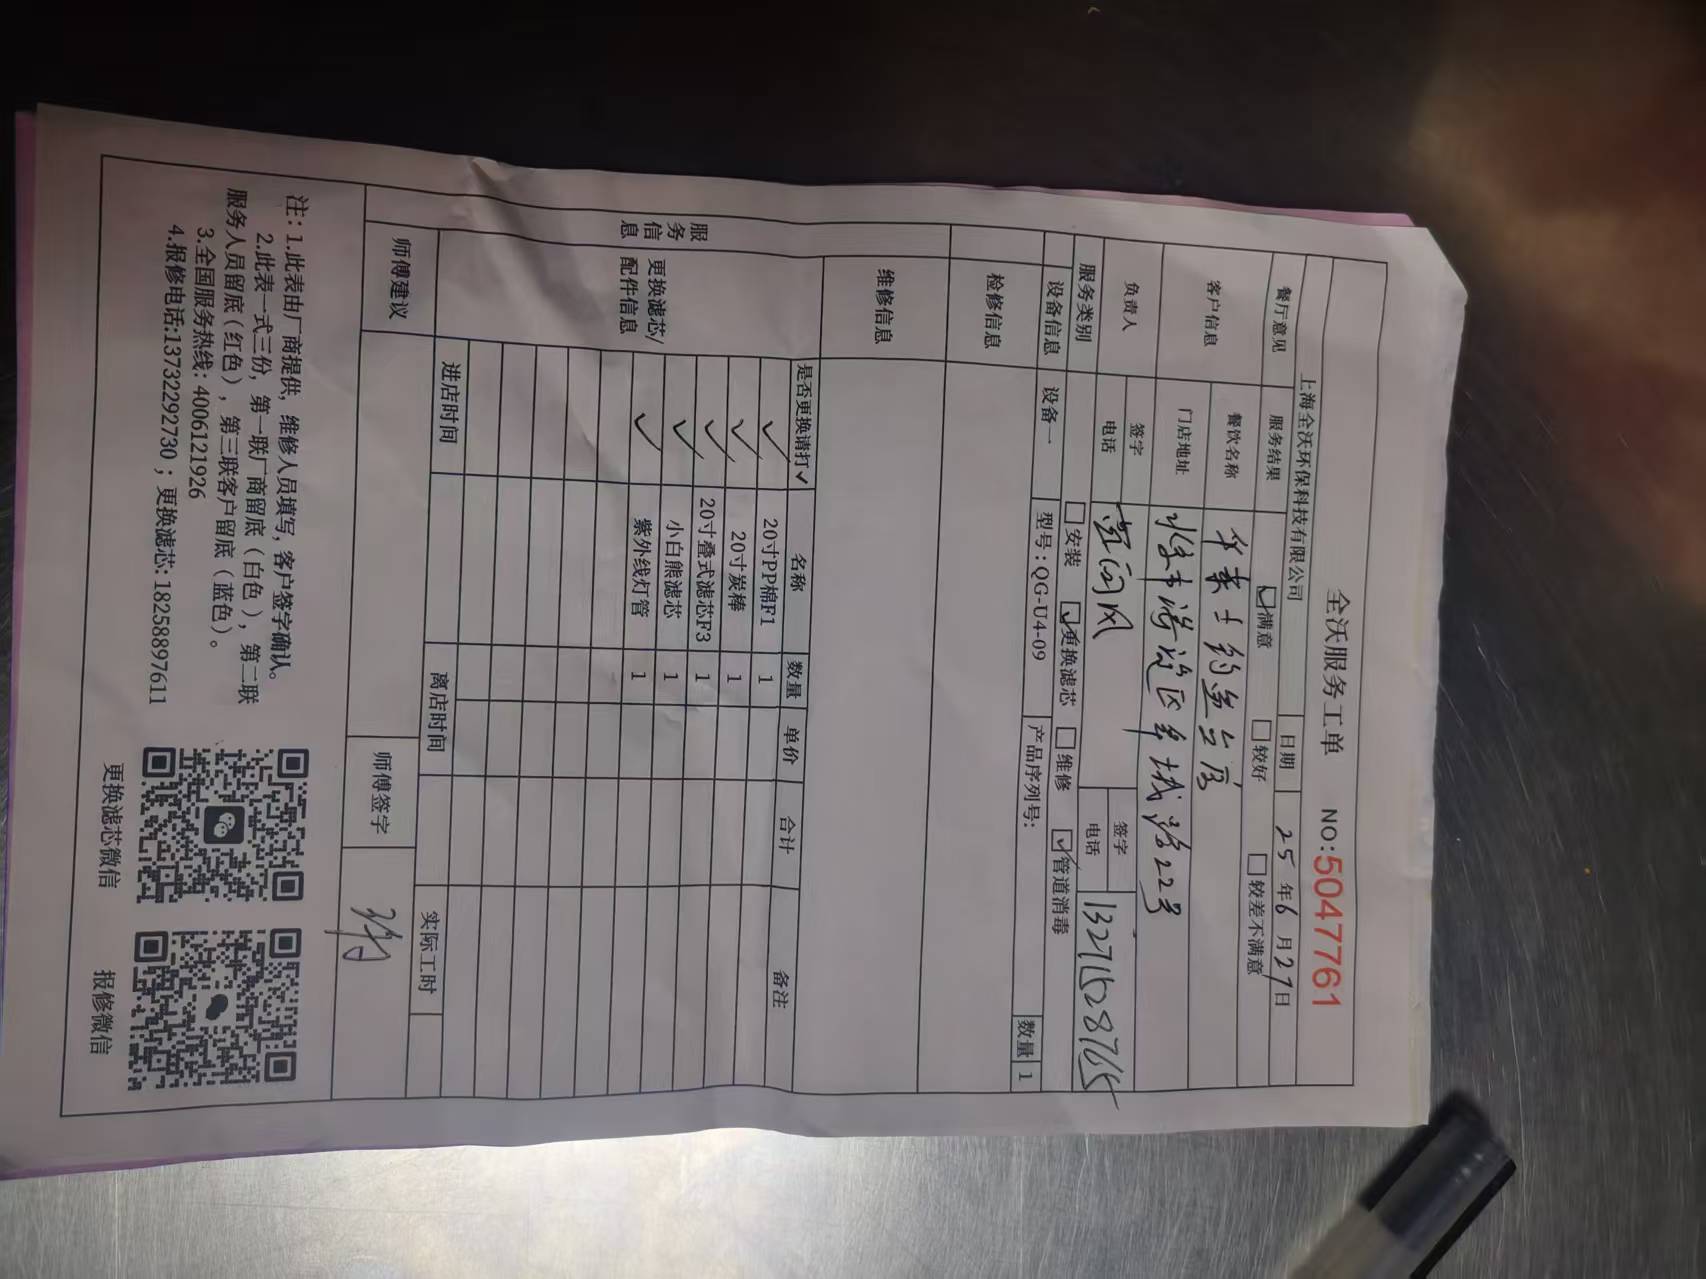 全沃服务工单 NO:5047761
上海全沃环保科技有限公司 日期 25年6月27日
餐厅意见 服务结果 ☑满意 □较好 □较差不满意
客户信息 餐饮名称 华莱士
门店地址 路223号
负责人 签字 签字
电话 电话 13271528765
服务类别 □安装 ☑更换滤芯 □维修 ☑管道消毒
设备信息 设备一 型号:QG-U4-09 产品序列号: 数量 1
服务信息
检修信息
维修信息
更换滤芯/配件信息
是否更换请打✓ 名称 数量 单价 合计 备注
✓ 20寸PP棉F1 1
✓ 20寸炭棒 1
✓ 20寸叠式滤芯F3 1
✓ 小白熊滤芯 1
✓ 紫外线灯管 1
进店时间 离店时间 实际工时
师傅建议 师傅签字
注:1.此表由厂商提供,维修人员填写,客户签字确认。
2.此表一式三份,第一联厂商留底(白色),第二联
服务人员留底(红色),第三联客户留底(蓝色)。
3.全国服务热线:4006121926
4.报修电话:13732292730;更换滤芯:18258897611
更换滤芯微信 报修微信